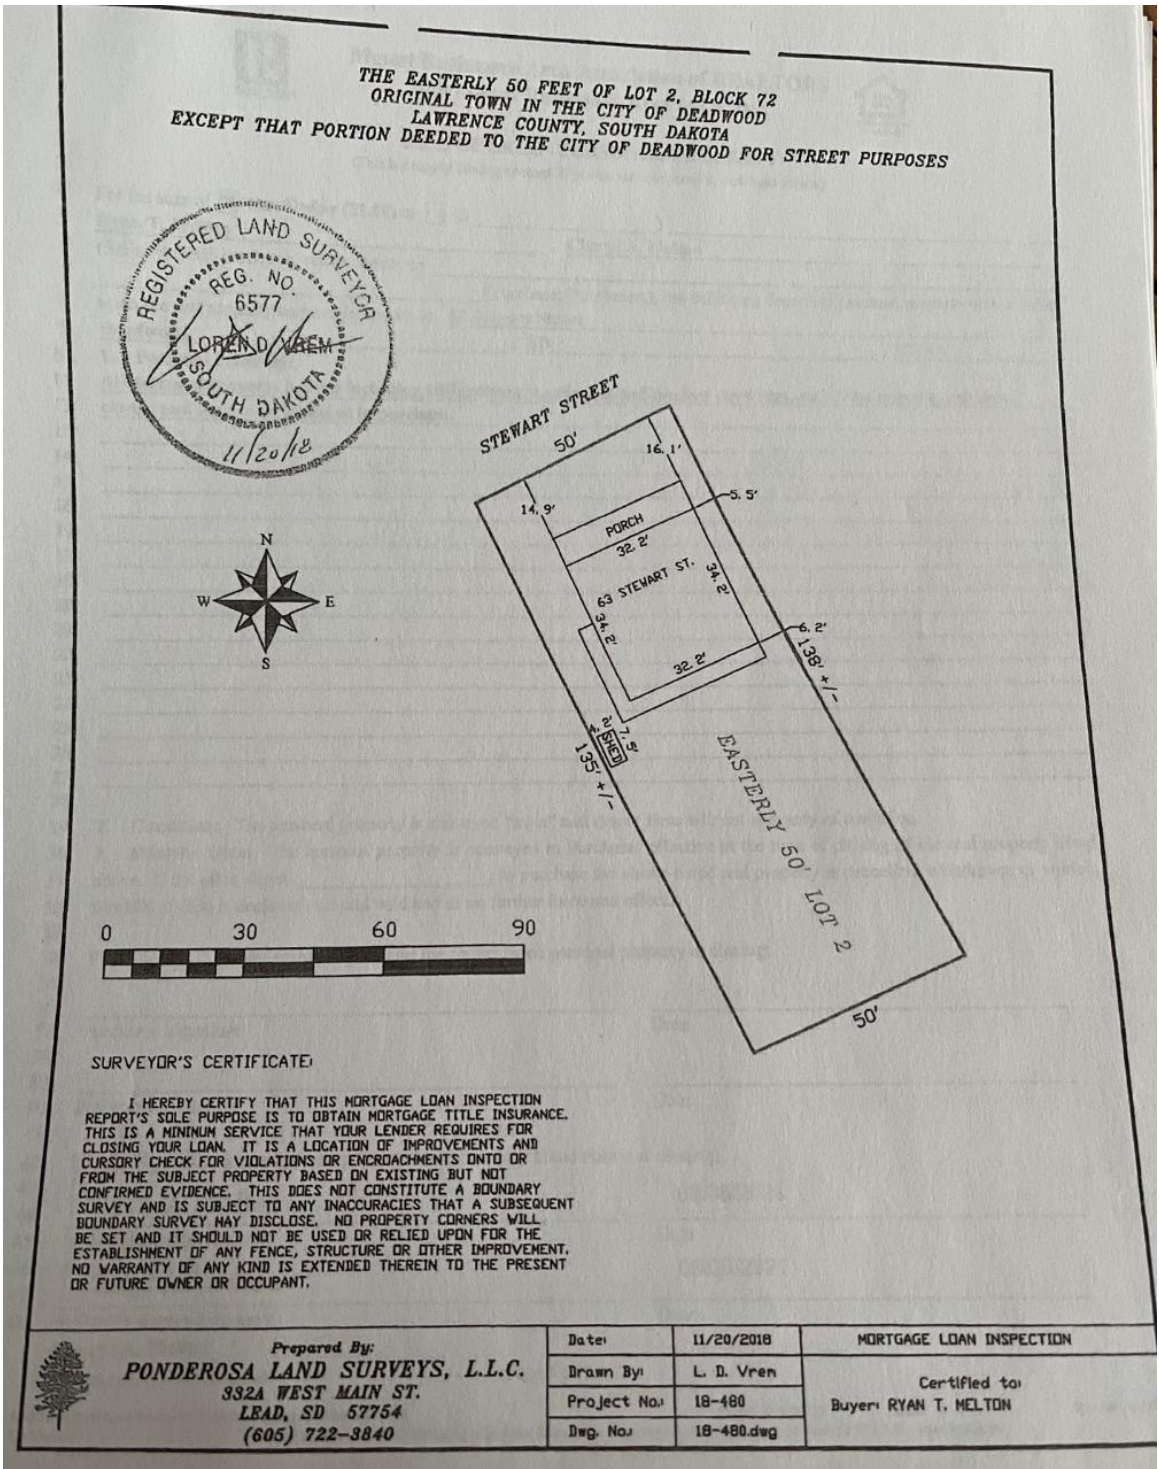 THE EASTERLY 50 FEET OF LOT 2, BLOCK 72
ORIGINAL TOWN IN THE CITY OF DEADWOOD
LAWRENCE COUNTY, SOUTH DAKOTA
EXCEPT THAT PORTION DEEDED TO THE CITY OF DEADWOOD FOR STREET PURPOSES
REGISTERED LAND SURVEYOR
REG. NO.
6577
LOREN D. VREM
SOUTH DAKOTA
11/20/18
STEWART STREET
50'
16.1'
14.9'
5.5'
PORCH
32.2'
63 STEWART ST.
34.2'
34.2'
6.2'
32.2'
138' +/-
N
W
E
S
2'
7.5'
SHED
135' +/-
EASTERLY 50' LOT 2
50'
0 30 60 90
SURVEYOR'S CERTIFICATE:
I HEREBY CERTIFY THAT THIS MORTGAGE LOAN INSPECTION
REPORT'S SOLE PURPOSE IS TO OBTAIN MORTGAGE TITLE INSURANCE.
THIS IS A MINIMUM SERVICE THAT YOUR LENDER REQUIRES FOR
CLOSING YOUR LOAN. IT IS A LOCATION OF IMPROVEMENTS AND
CURSORY CHECK FOR VIOLATIONS OR ENCROACHMENTS ONTO OR
FROM THE SUBJECT PROPERTY BASED ON EXISTING BUT NOT
CONFIRMED EVIDENCE. THIS DOES NOT CONSTITUTE A BOUNDARY
SURVEY AND IS SUBJECT TO ANY INACCURACIES THAT A SUBSEQUENT
BOUNDARY SURVEY MAY DISCLOSE. NO PROPERTY CORNERS WILL
BE SET AND IT SHOULD NOT BE USED OR RELIED UPON FOR THE
ESTABLISHMENT OF ANY FENCE, STRUCTURE OR OTHER IMPROVEMENT.
NO WARRANTY OF ANY KIND IS EXTENDED THEREIN TO THE PRESENT
OR FUTURE OWNER OR OCCUPANT.
Prepared By:
PONDEROSA LAND SURVEYS, L.L.C.
332A WEST MAIN ST.
LEAD, SD 57754
(605) 722-3840
Date: 11/20/2018
Drawn By: L. D. Vrem
Project No.: 18-480
Dwg. No.: 18-480.dwg
MORTGAGE LOAN INSPECTION
Certified to:
Buyer: RYAN T. MELTON